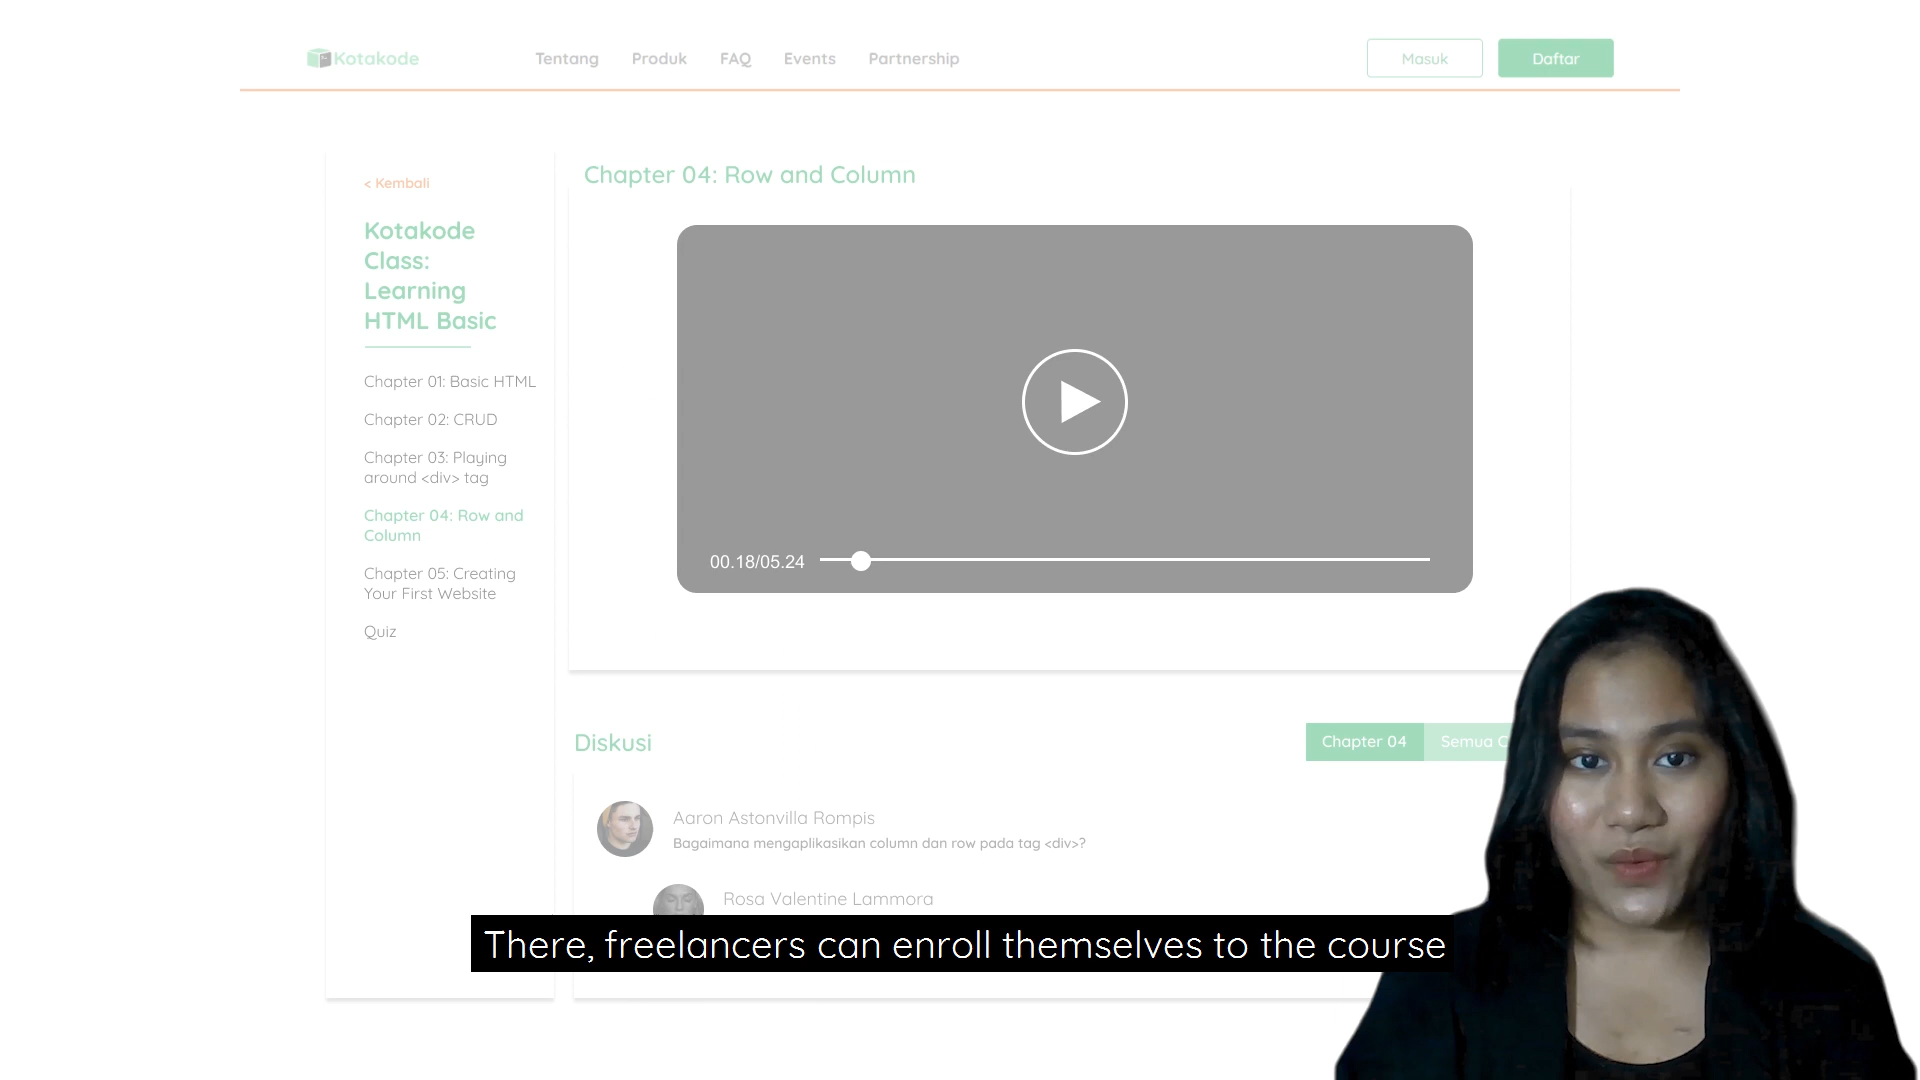 Kotakode
Tentang
Produk
FAQ
Events
Partnership
Masuk
Daftar
< Kembali
Kotakode
Class:
Learning
HTML Basic
Chapter 01: Basic HTML
Chapter 02: CRUD
Chapter 03: Playing
around <div> tag
Chapter 04: Row and
Column
Chapter 05: Creating
Your First Website
Quiz
Chapter 04: Row and Column
00.18/05.24
Diskusi
Chapter 04
Semua C
Aaron Astonvilla Rompis
Bagaimana mengaplikasikan column dan row pada tag <div>?
Rosa Valentine Lammora
There, freelancers can enroll themselves to the course